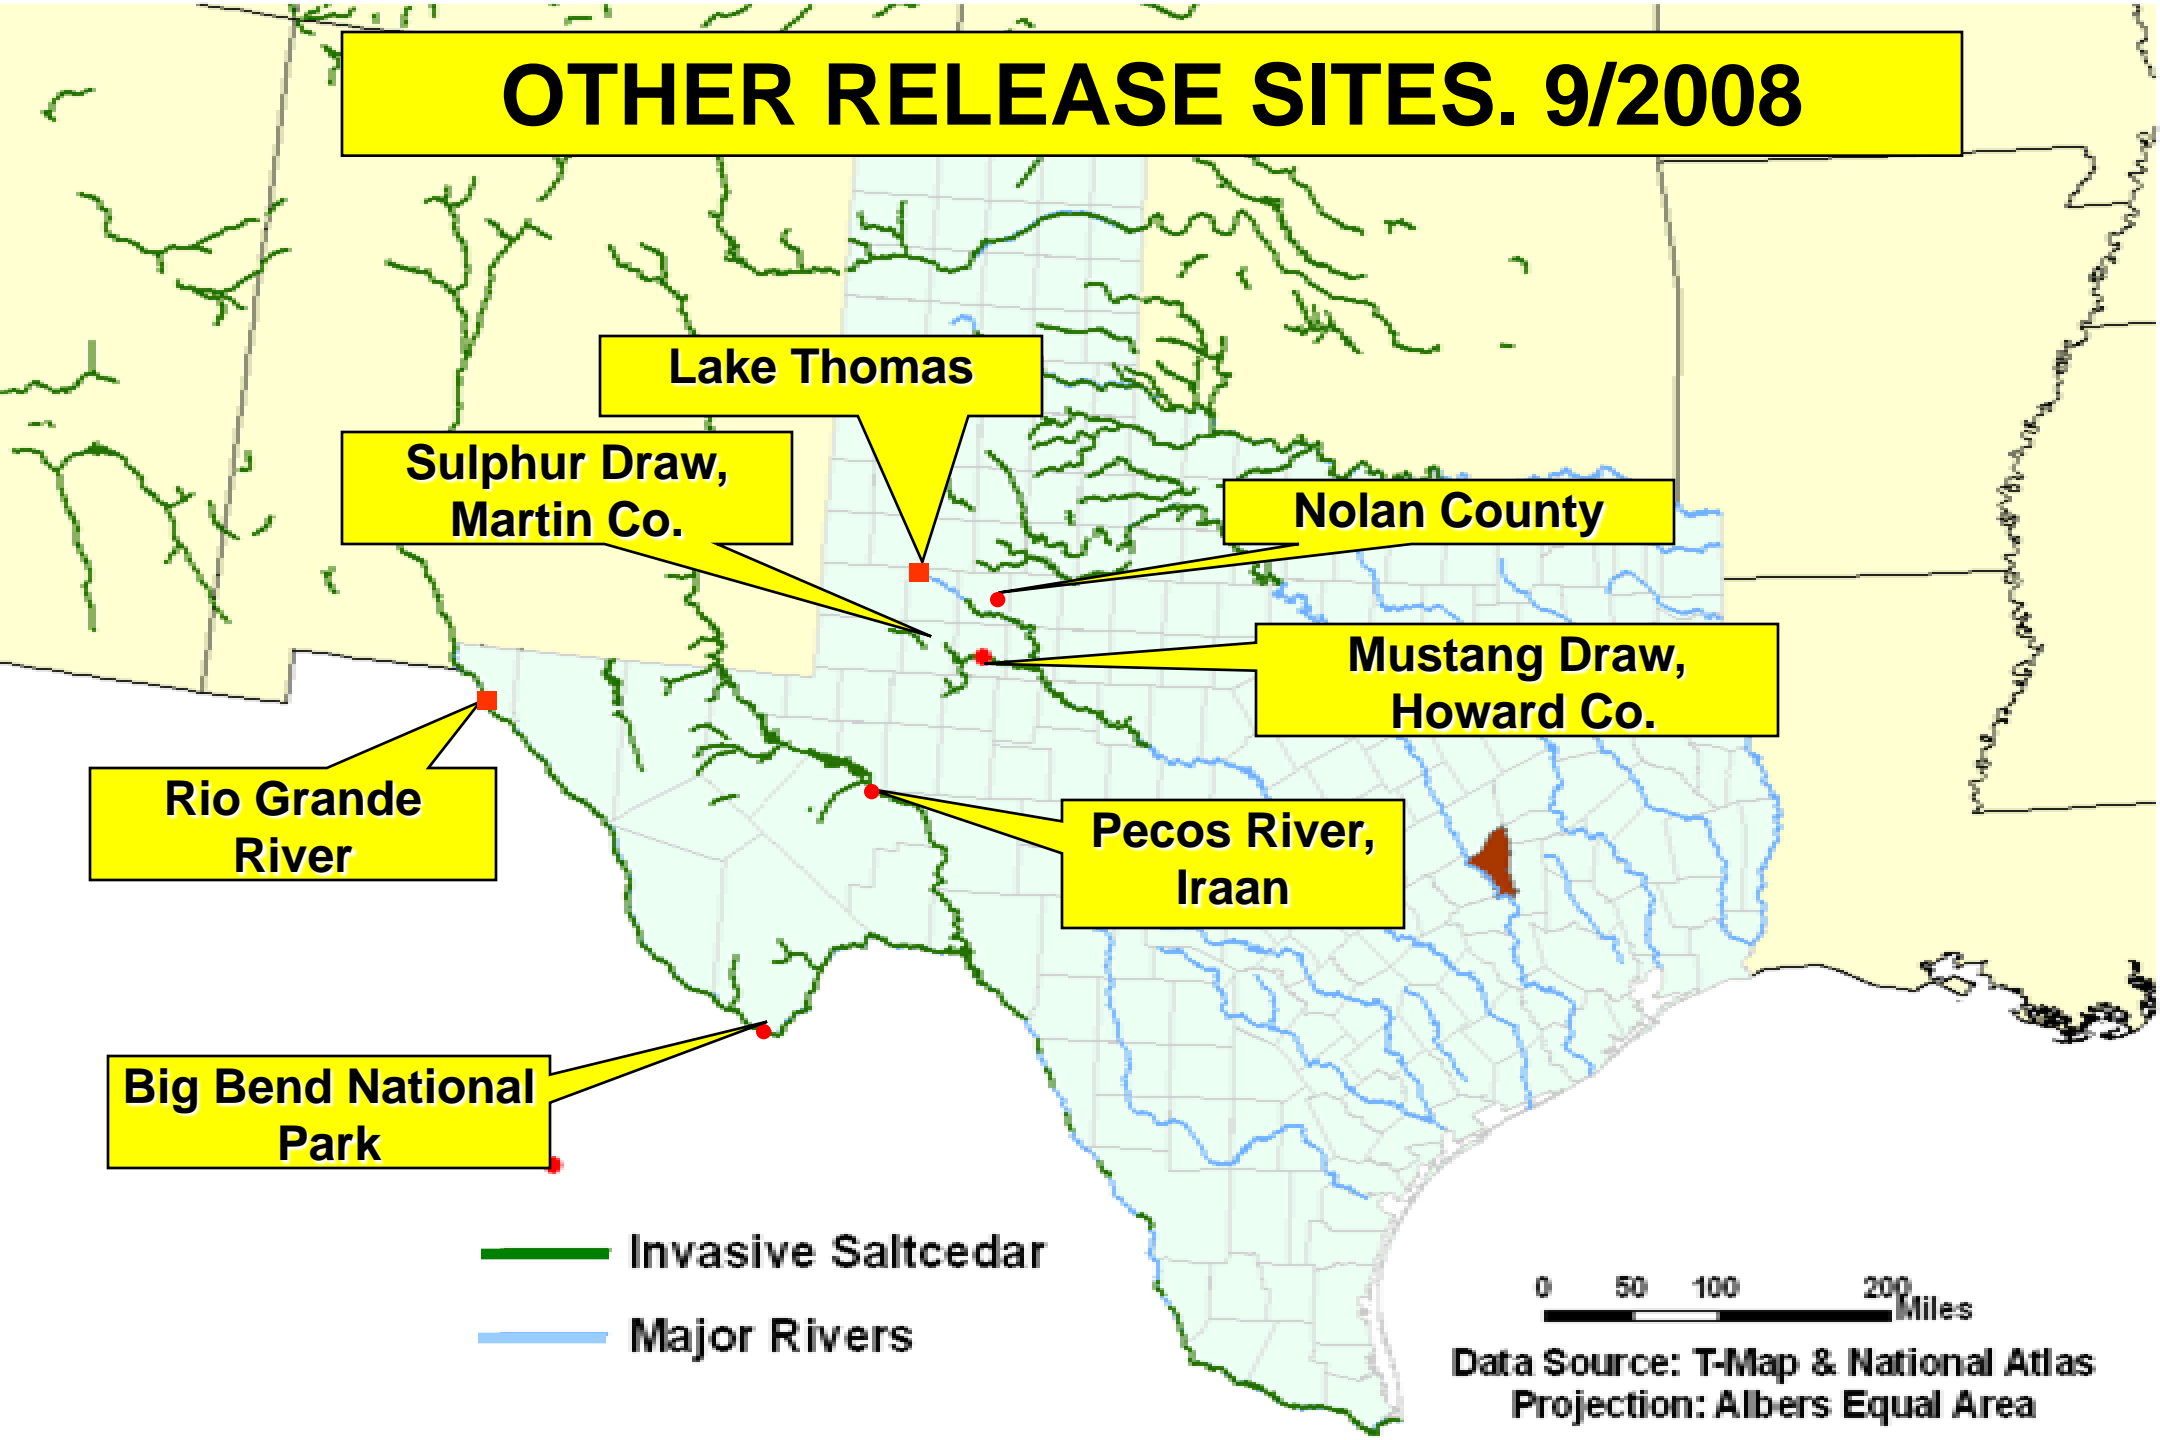 OTHER RELEASE SITES. 9/2008
Lake Thomas
Sulphur Draw,
Martin Co.
Nolan County
Mustang Draw,
Howard Co.
Rio Grande
River
Pecos River,
Iraan
Big Bend National
Park
Invasive Saltcedar
Major Rivers
0 50 100 200
Miles
Data Source: T-Map & National Atlas
Projection: Albers Equal Area